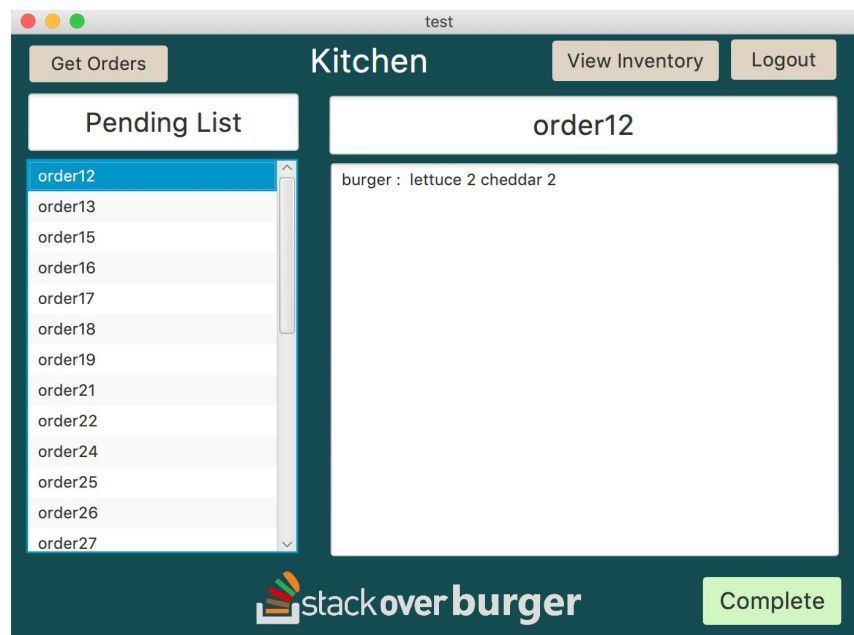 test
Get Orders
Kitchen
View Inventory
Logout
Pending List
order12
order12
order13
order15
order16
order17
order18
order19
order21
order22
order24
order25
order26
order27
burger :  lettuce 2 cheddar 2
stackoverburger
Complete